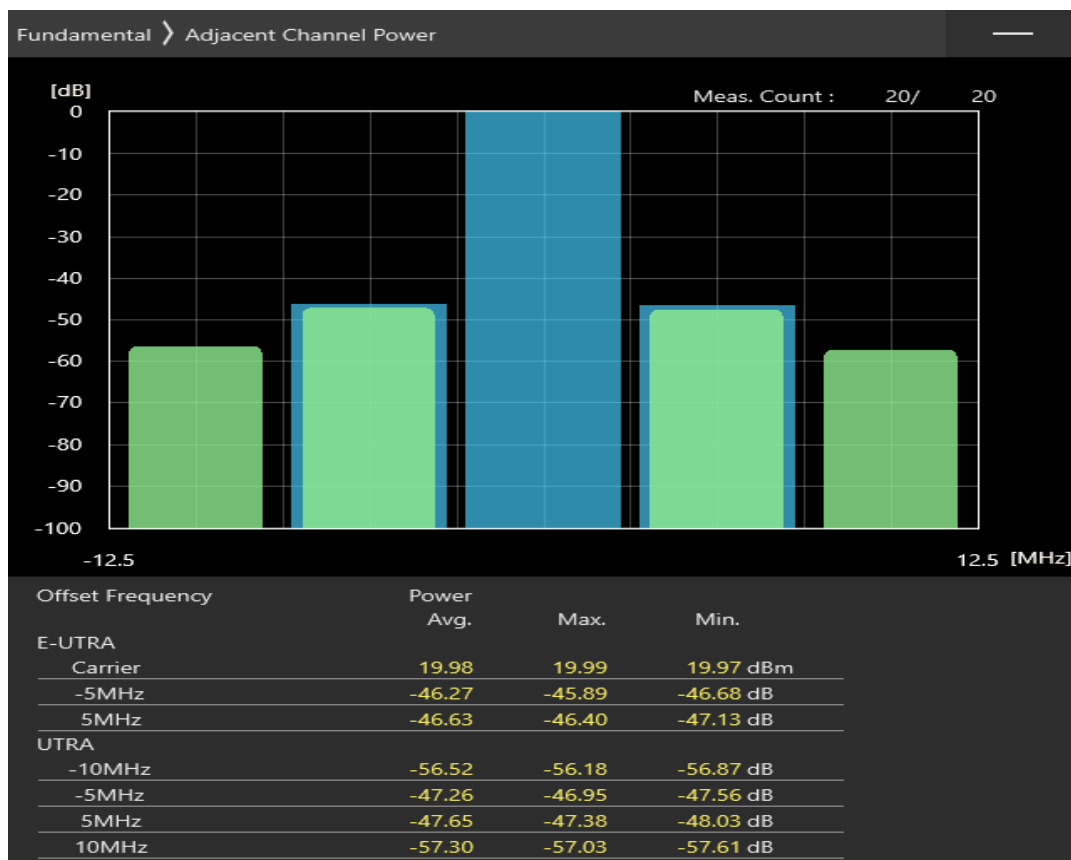 Fundamental 〉 Adjacent Channel Power
[dB]
Meas. Count : 20/ 20
0
-10
-20
-30
-40
-50
-60
-70
-80
-90
-100
-12.5 12.5 [MHz]
Offset Frequency Power
Avg. Max. Min.
E-UTRA
Carrier 19.98 19.99 19.97 dBm
-5MHz -46.27 -45.89 -46.68 dB
5MHz -46.63 -46.40 -47.13 dB
UTRA
-10MHz -56.52 -56.18 -56.87 dB
-5MHz -47.26 -46.95 -47.56 dB
5MHz -47.65 -47.38 -48.03 dB
10MHz -57.30 -57.03 -57.61 dB